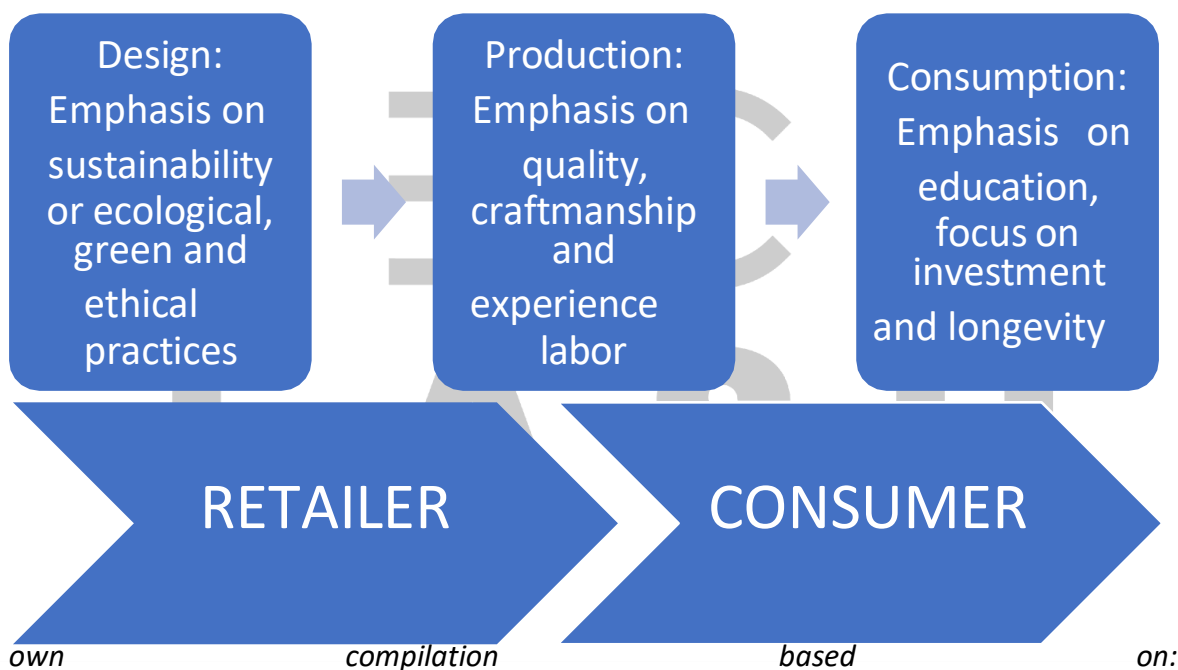 Design:
Emphasis on
sustainability
or ecological,
green and
ethical
practices
Production:
Emphasis on
quality,
craftmanship
and
experience
labor
Consumption:
Emphasis on
education,
focus on
investment
and longevity
RETAILER
CONSUMER
own compilation based on: